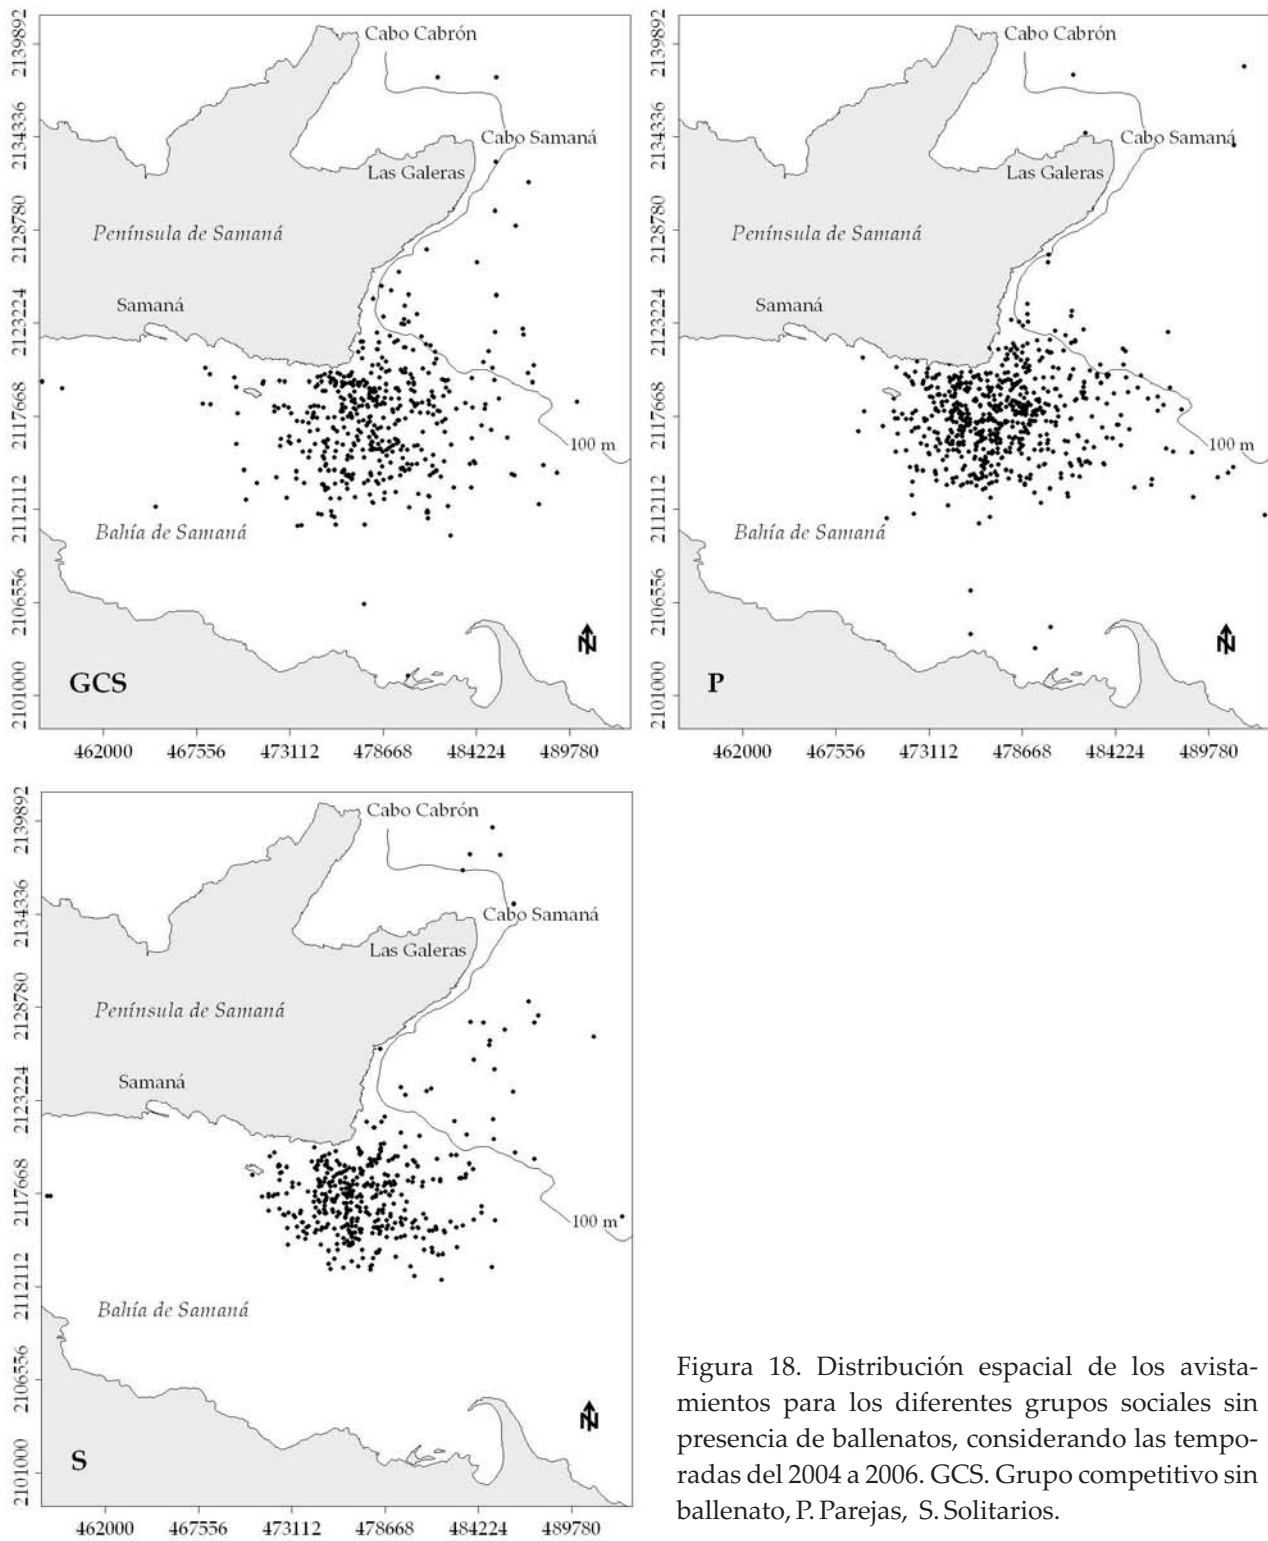 2139892
2134336
2128780
2123224
2117668
2112112
2106556
2101000
Cabo Cabrón
Cabo Samaná
Las Galeras
Península de Samaná
Samaná
100 m
Bahía de Samaná
N
GCS
462000 467556 473112 478668 484224 489780
2139892
2134336
2128780
2123224
2117668
2112112
2106556
2101000
Cabo Cabrón
Cabo Samaná
Las Galeras
Península de Samaná
Samaná
100 m
Bahía de Samaná
N
P
462000 467556 473112 478668 484224 489780
2139892
2134336
2128780
2123224
2117668
2112112
2106556
2101000
Cabo Cabrón
Cabo Samaná
Las Galeras
Península de Samaná
Samaná
100 m
Bahía de Samaná
N
S
462000 467556 473112 478668 484224 489780
Figura 18. Distribución espacial de los avista-
mientos para los diferentes grupos sociales sin
presencia de ballenatos, considerando las tempo-
radas del 2004 a 2006. GCS. Grupo competitivo sin
ballenato, P. Parejas, S. Solitarios.